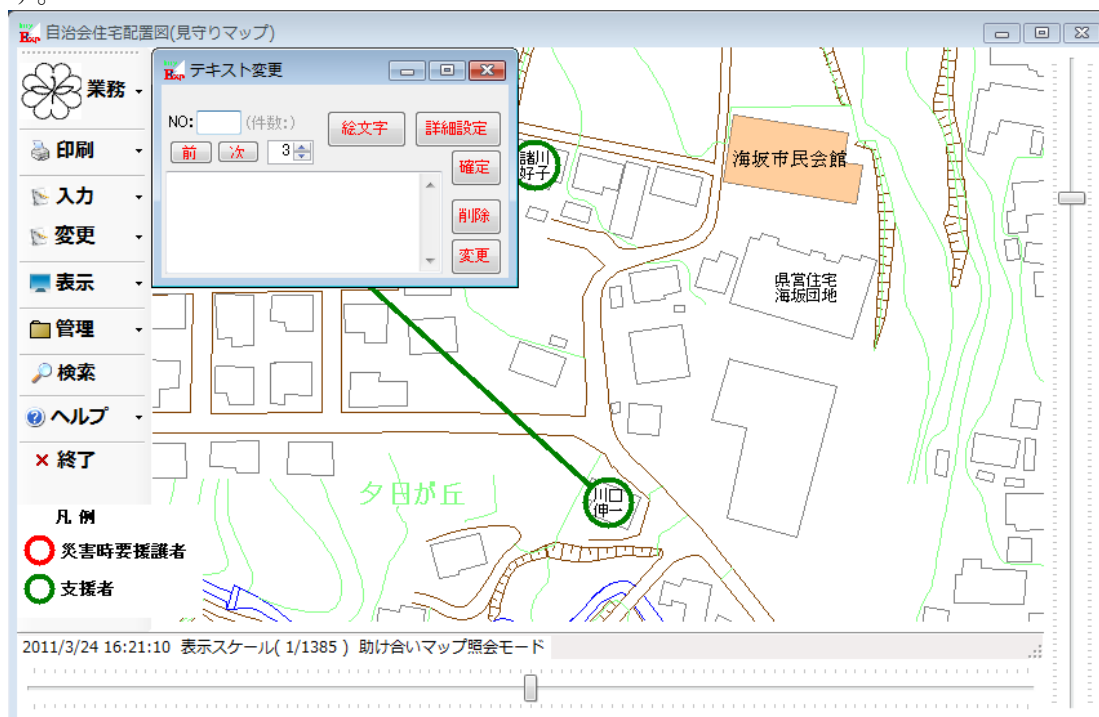 す。
自治会住宅配置図(見守りマップ)
業務
印刷
入力
変更
表示
管理
検索
ヘルプ
終了
凡 例
災害時要援護者
支援者
テキスト変更
NO:
(件数:)
絵文字
詳細設定
前
次
3
確定
削除
変更
諸川
好子
海坂市民会館
県営住宅
海坂団地
夕日が丘
川口
伸一
2011/3/24 16:21:10 表示スケール( 1/1385 ) 助け合いマップ照会モード